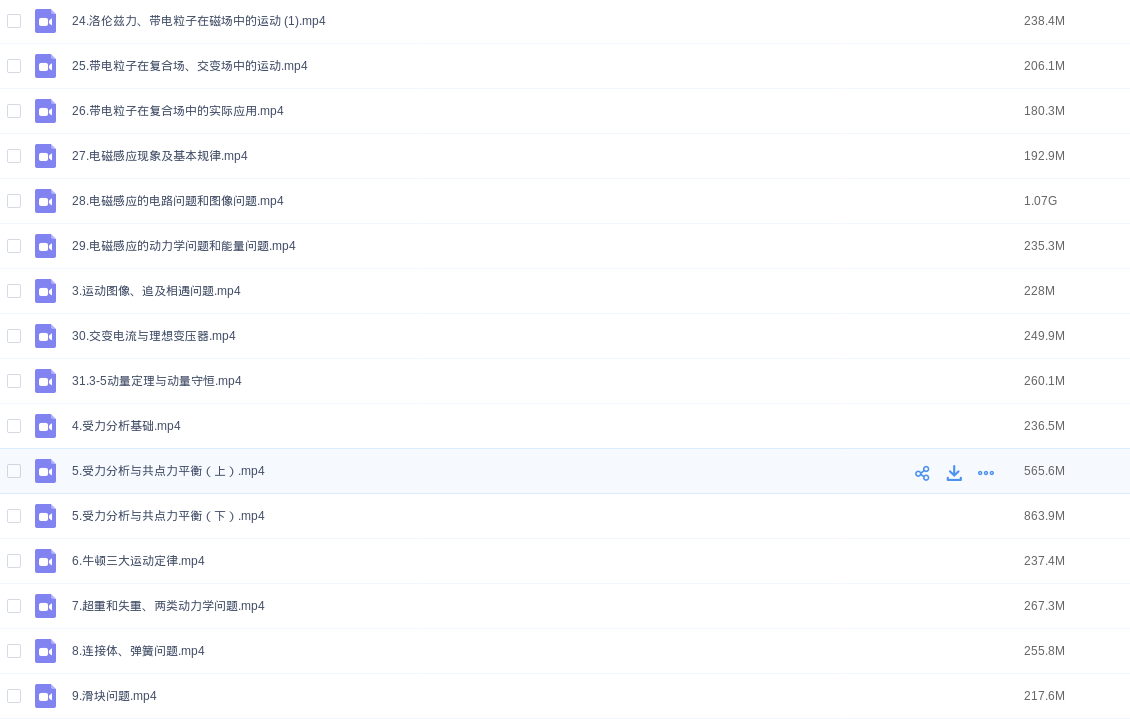 24.洛伦兹力、带电粒子在磁场中的运动 (1).mp4 238.4M
25.带电粒子在复合场、交变场中的运动.mp4 206.1M
26.带电粒子在复合场中的实际应用.mp4 180.3M
27.电磁感应现象及基本规律.mp4 192.9M
28.电磁感应的电路问题和图像问题.mp4 1.07G
29.电磁感应的动力学问题和能量问题.mp4 235.3M
3.运动图像、追及相遇问题.mp4 228M
30.交变电流与理想变压器.mp4 249.9M
31.3-5动量定理与动量守恒.mp4 260.1M
4.受力分析基础.mp4 236.5M
5.受力分析与共点力平衡（上）.mp4 565.6M
5.受力分析与共点力平衡（下）.mp4 863.9M
6.牛顿三大运动定律.mp4 237.4M
7.超重和失重、两类动力学问题.mp4 267.3M
8.连接体、弹簧问题.mp4 255.8M
9.滑块问题.mp4 217.6M